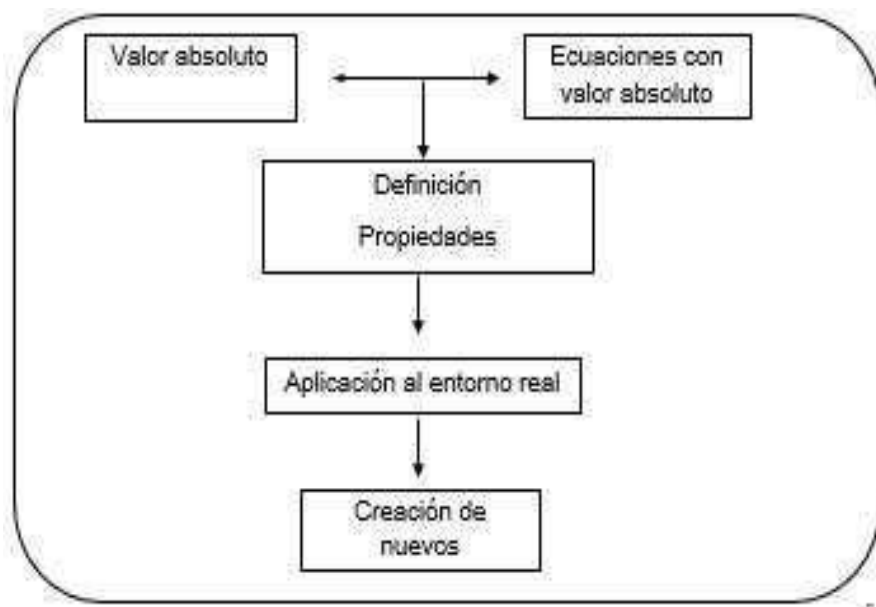 Valor absoluto
Ecuaciones con
valor absoluto
Definición
Propiedades
Aplicación al entorno real
Creación de
nuevos